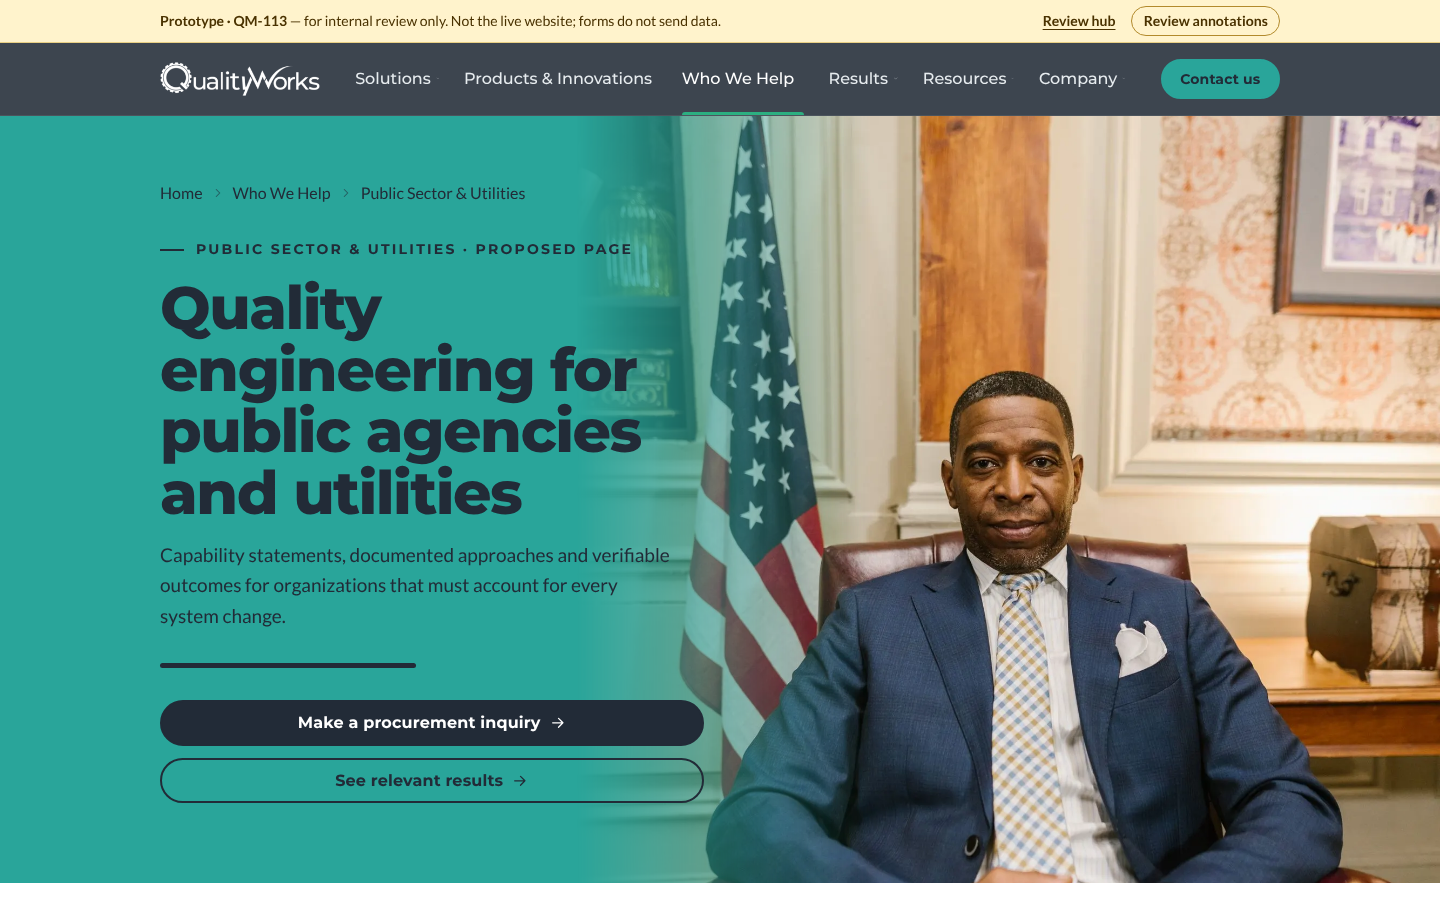 Prototype · QM-113 — for internal review only. Not the live website; forms do not send data.
Review hub
Review annotations
QualityWorks
Solutions
Products & Innovations
Who We Help
Results
Resources
Company
Contact us
Home > Who We Help > Public Sector & Utilities
PUBLIC SECTOR & UTILITIES · PROPOSED PAGE
Quality
engineering for
public agencies
and utilities
Capability statements, documented approaches and verifiable
outcomes for organizations that must account for every
system change.
Make a procurement inquiry →
See relevant results →